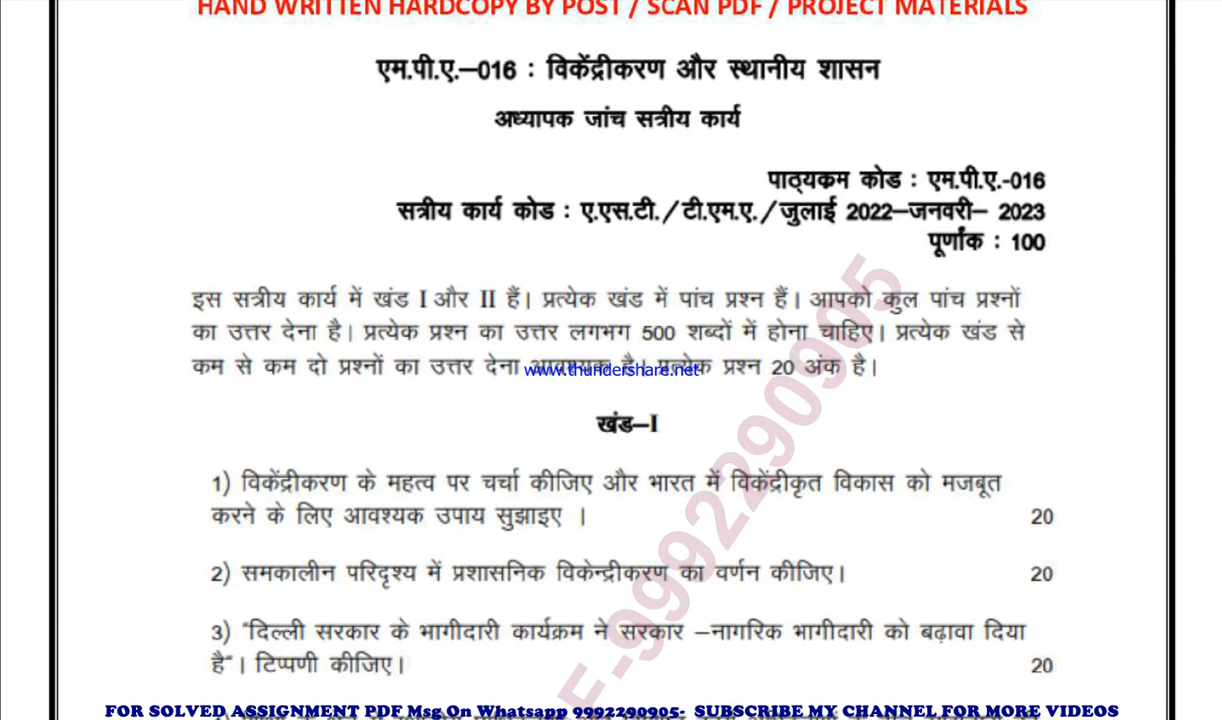 HAND WRITTEN HARDCOPY BY POST / SCAN PDF / PROJECT MATERIALS
एम.पी.ए.–016 : विकेंद्रीकरण और स्थानीय शासन
अध्यापक जांच सत्रीय कार्य
पाठ्यक्रम कोड : एम.पी.ए.-016
सत्रीय कार्य कोड : ए.एस.टी./टी.एम.ए./जुलाई 2022–जनवरी– 2023
पूर्णांक : 100
इस सत्रीय कार्य में खंड I और II हैं। प्रत्येक खंड में पांच प्रश्न हैं। आपको कुल पांच प्रश्नों
का उत्तर देना है। प्रत्येक प्रश्न का उत्तर लगभग 500 शब्दों में होना चाहिए। प्रत्येक खंड से
कम से कम दो प्रश्नों का उत्तर देना आवश्यक है। प्रत्येक प्रश्न 20 अंक है।
www.thundershare.net
खंड–I
1) विकेंद्रीकरण के महत्व पर चर्चा कीजिए और भारत में विकेंद्रीकृत विकास को मजबूत
करने के लिए आवश्यक उपाय सुझाइए । 20
2) समकालीन परिदृश्य में प्रशासनिक विकेन्द्रीकरण का वर्णन कीजिए। 20
3) “दिल्ली सरकार के भागीदारी कार्यक्रम ने सरकार –नागरिक भागीदारी को बढ़ावा दिया
है”। टिप्पणी कीजिए। 20
E-9992290905
FOR SOLVED ASSIGNMENT PDF Msg On Whatsapp 9992290905- SUBSCRIBE MY CHANNEL FOR MORE VIDEOS